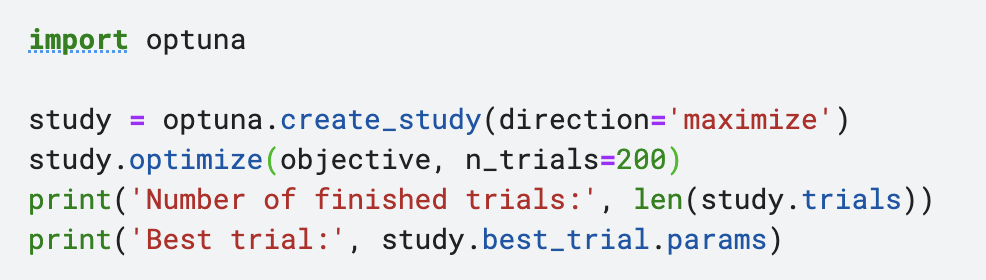 import optuna
study = optuna.create_study(direction='maximize')
study.optimize(objective, n_trials=200)
print('Number of finished trials:', len(study.trials))
print('Best trial:', study.best_trial.params)